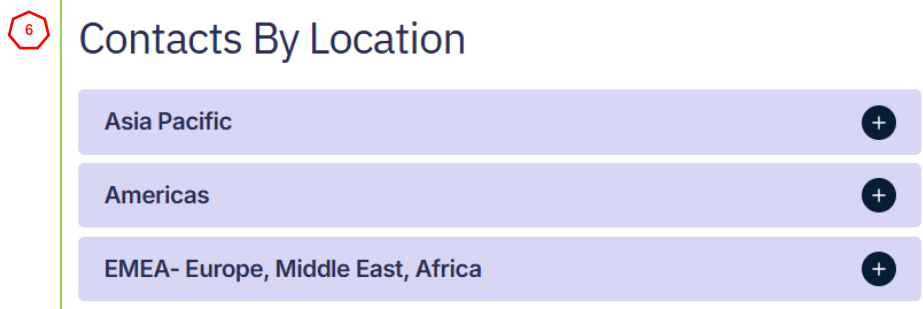 6
Contacts By Location
Asia Pacific
+
Americas
+
EMEA- Europe, Middle East, Africa
+